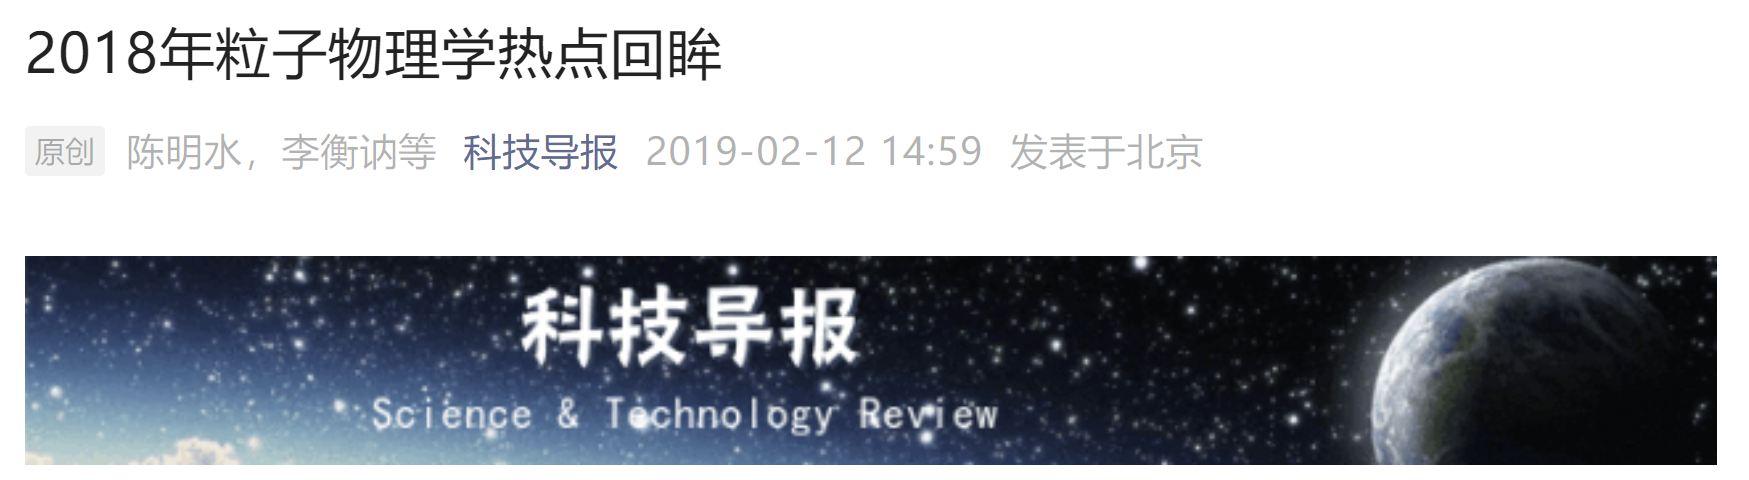 2018年粒子物理学热点回眸
原创 陈明水，李衡讷等 科技导报 2019-02-12 14:59 发表于北京
科技导报
Science & Technology Review